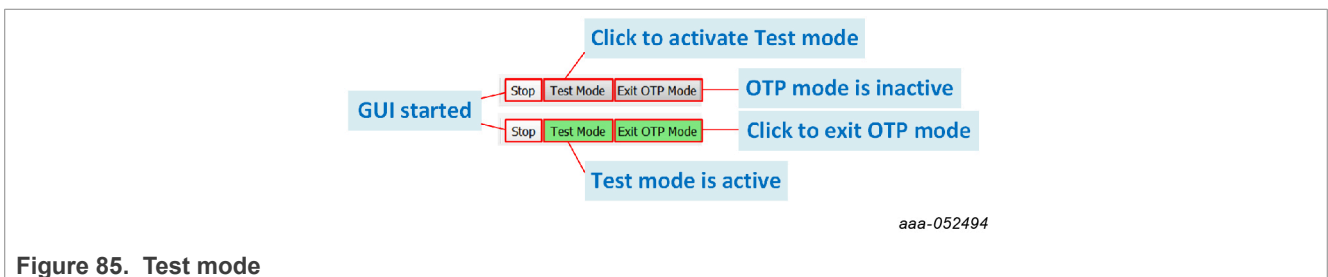 Click to activate Test mode
Stop Test Mode Exit OTP Mode
OTP mode is inactive
GUI started
Stop Test Mode Exit OTP Mode
Click to exit OTP mode
Test mode is active
aaa-052494
Figure 85. Test mode